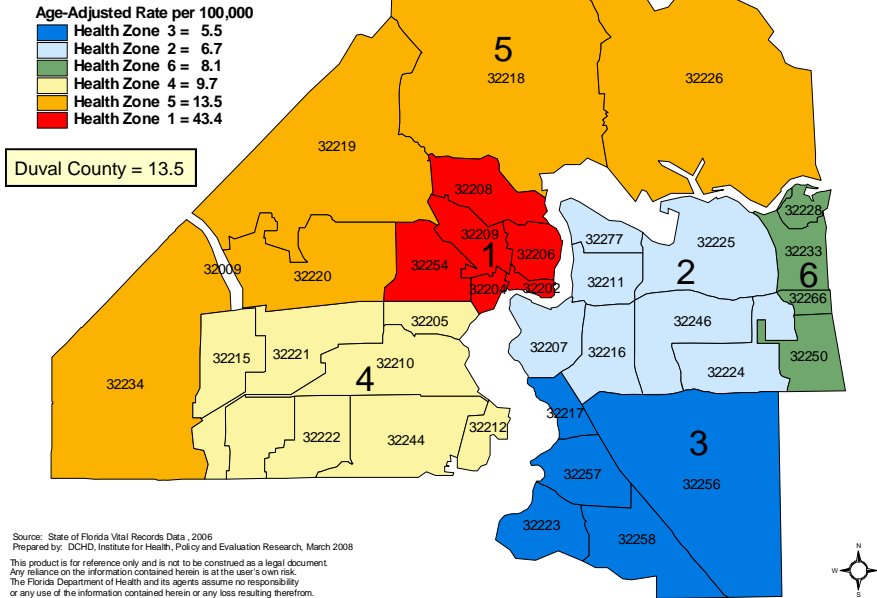 Age-Adjusted Rate per 100,000
Health Zone 3 = 5.5
Health Zone 2 = 6.7
Health Zone 6 = 8.1
Health Zone 4 = 9.7
Health Zone 5 = 13.5
Health Zone 1 = 43.4
Duval County = 13.5
5
32218
32226
32219
32208
32228
32209
32277
32225
32233
32206
1
32254
32009
32220
32211
2
6
32204
32202
32266
32205
32246
32207
32215
32221
32210
32216
32250
32224
4
32234
32217
32212
32222
32244
3
32257
32256
32223
32258
Source: State of Florida Vital Records Data , 2006
Prepared by: DCHD, Institute for Health, Policy and Evaluation Research, March 2008
This product is for reference only and is not to be construed as a legal document.
Any reliance on the information contained herein is at the user's own risk.
The Florida Department of Health and its agents assume no responsibility
or any use of the information contained herein or any loss resulting therefrom.
N
W E
S